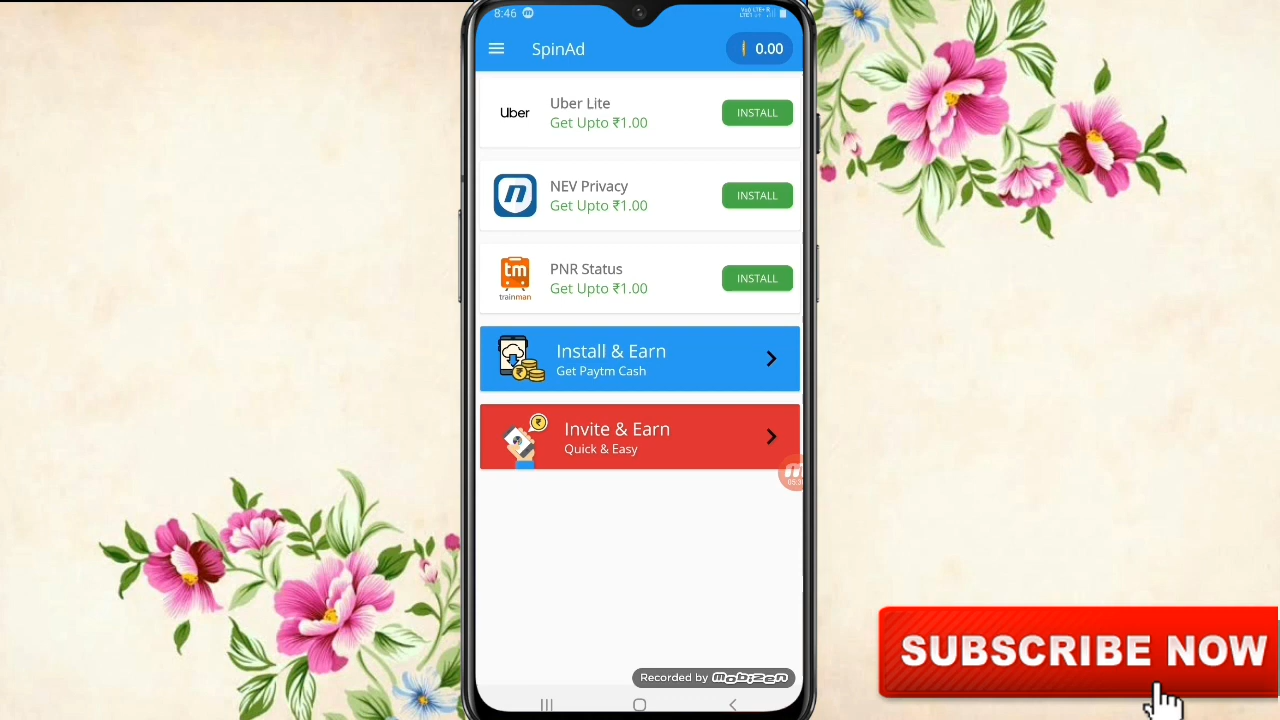 8:46
SpinAd
0.00
Uber
Uber Lite
Get Upto ₹1.00
INSTALL
n
NEV Privacy
Get Upto ₹1.00
INSTALL
tm
trainman
PNR Status
Get Upto ₹1.00
INSTALL
Install & Earn
Get Paytm Cash
Invite & Earn
Quick & Easy
Recorded by MOBIZEN
SUBSCRIBE NOW